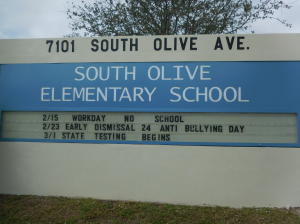 7101 SOUTH OLIVE AVE.
SOUTH OLIVE
ELEMENTARY SCHOOL
2/15 WORKDAY NO SCHOOL
2/23 EARLY DISMISSAL 24 ANTI BULLYING DAY
3/1 STATE TESTING BEGINS